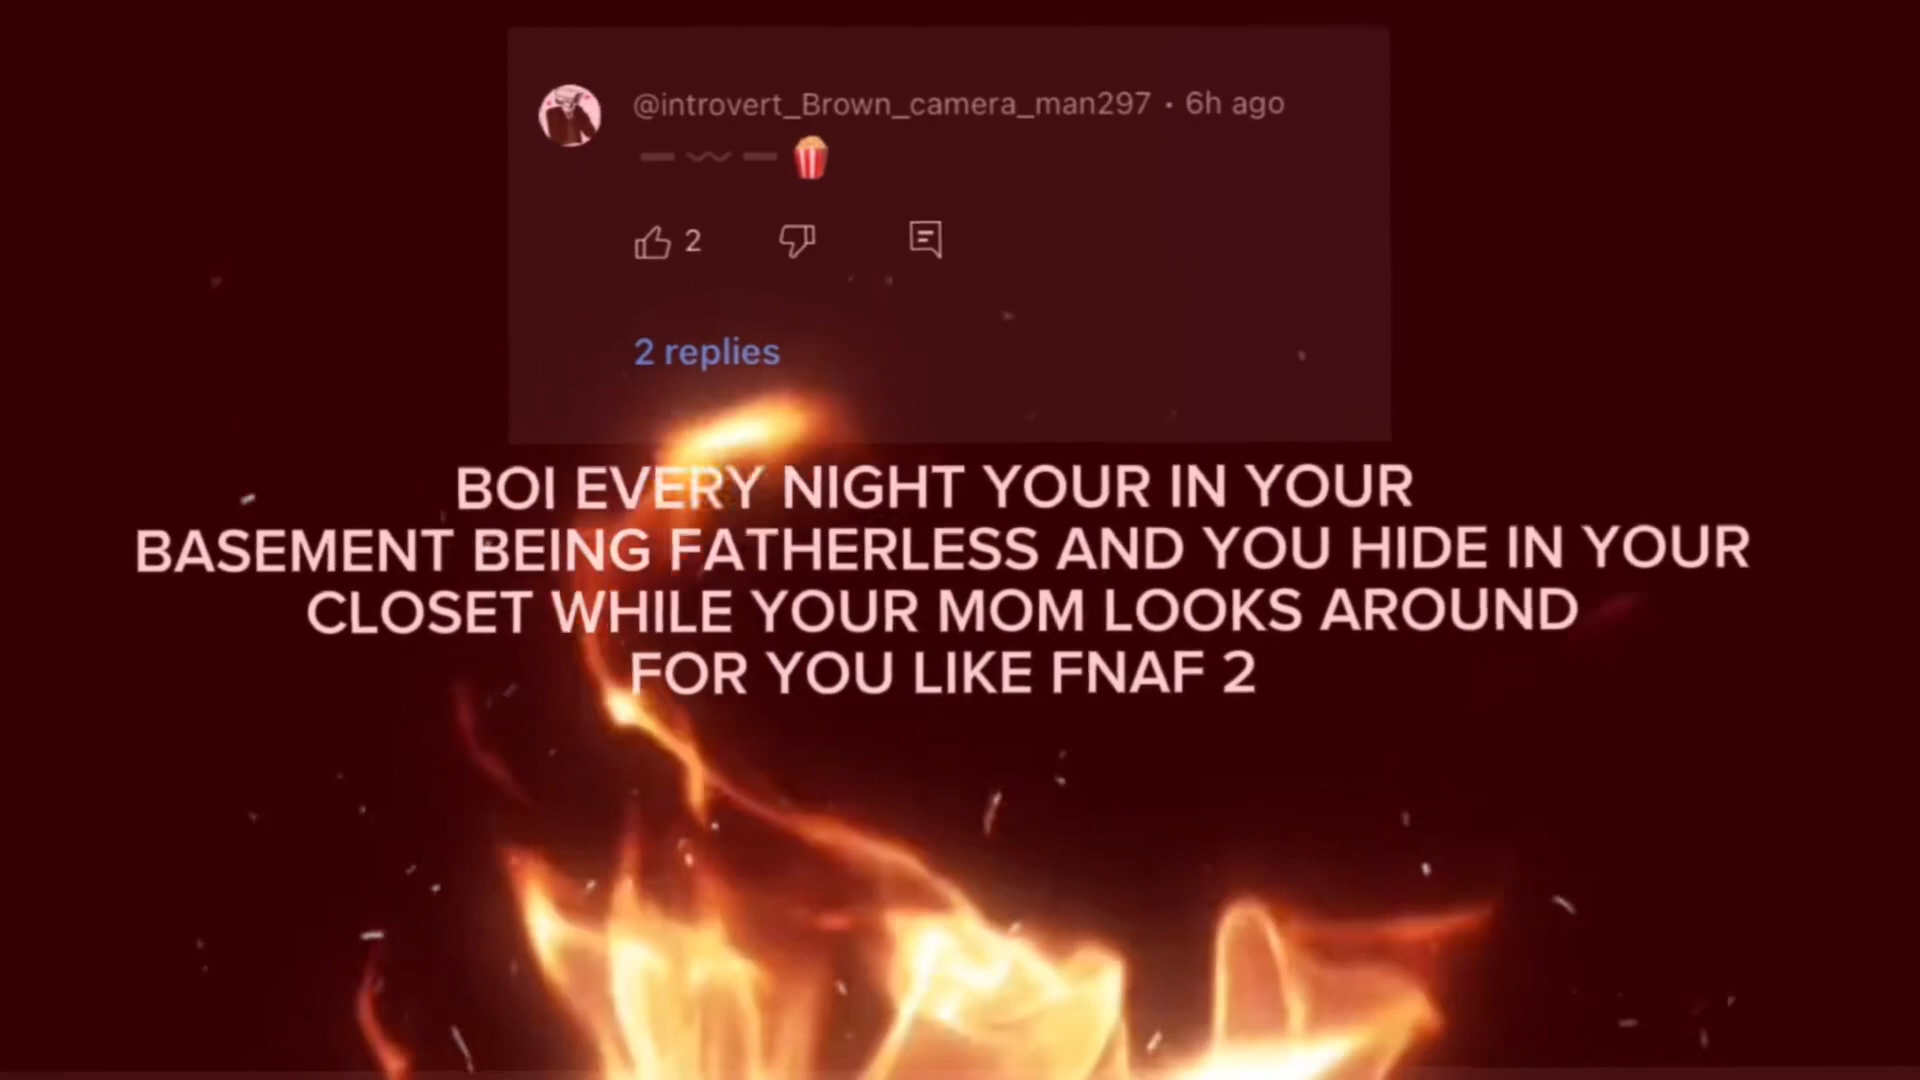 @introvert_Brown_camera_man297 • 6h ago
➖〰️➖🍿
2
2 replies
BOI EVERY NIGHT YOUR IN YOUR
BASEMENT BEING FATHERLESS AND YOU HIDE IN YOUR
CLOSET WHILE YOUR MOM LOOKS AROUND
FOR YOU LIKE FNAF 2